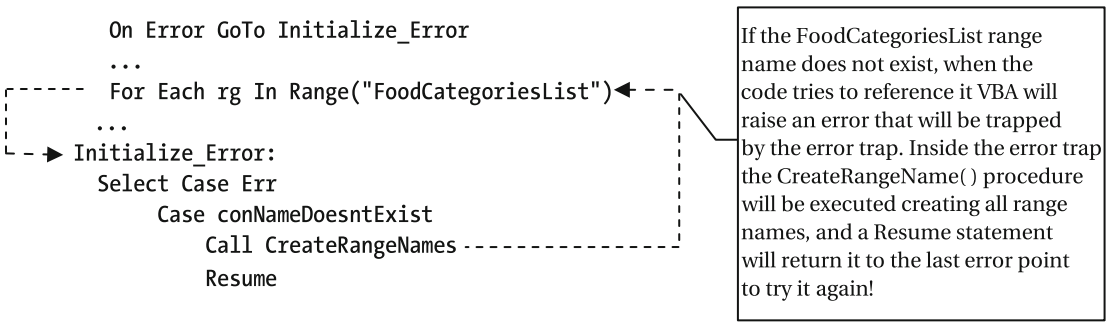 On Error GoTo Initialize_Error
...
For Each rg In Range("FoodCategoriesList")
...
Initialize_Error:
Select Case Err
Case conNameDoesntExist
Call CreateRangeNames
Resume
If the FoodCategoriesList range
name does not exist, when the
code tries to reference it VBA will
raise an error that will be trapped
by the error trap. Inside the error trap
the CreateRangeName( ) procedure
will be executed creating all range
names, and a Resume statement
will return it to the last error point
to try it again!